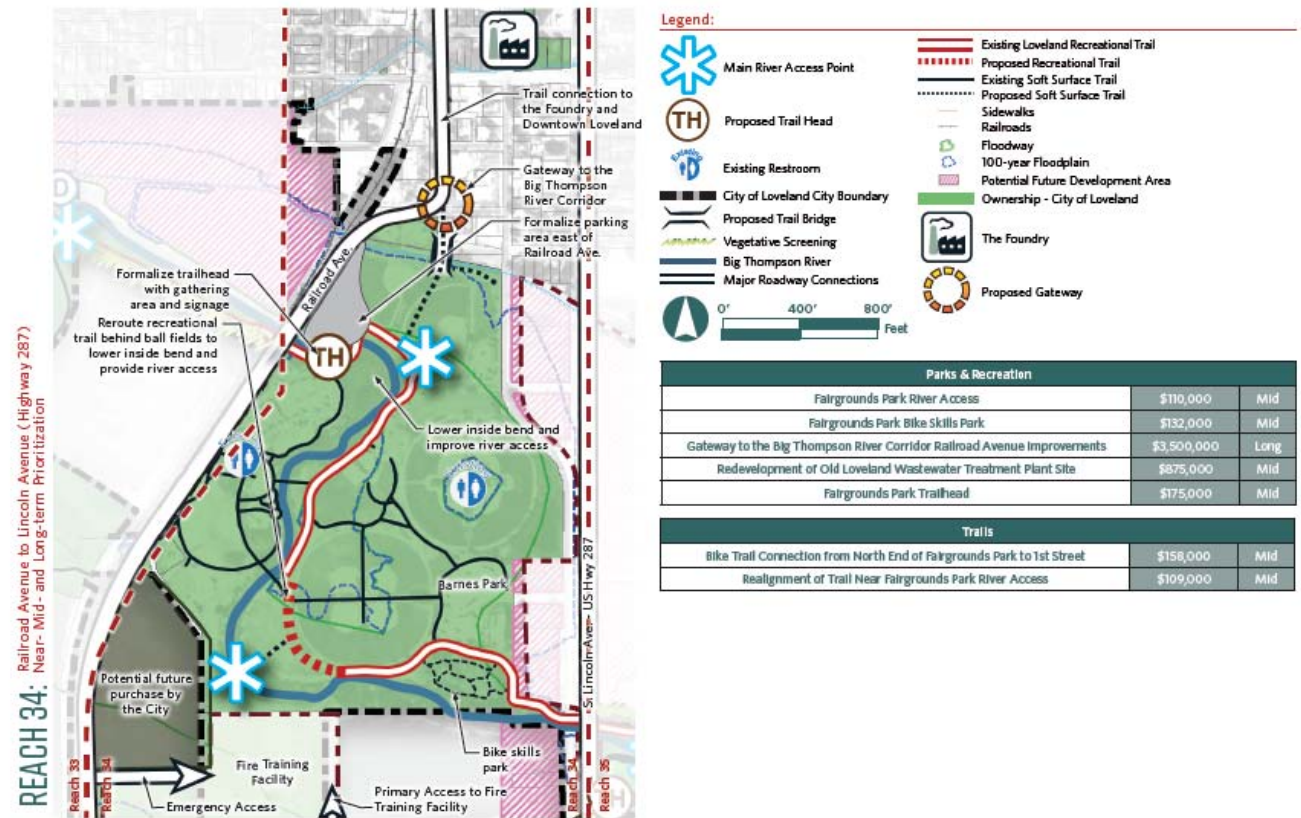 REACH 34:
Railroad Avenue to Lincoln Avenue (Highway 287)
Near- Mid- and Long-term Prioritization
Trail connection to
the Foundry and
Downtown Loveland
Gateway to the
Big Thompson
River Corridor
Formalize parking
area east of
Railroad Ave.
Railroad Ave.
Formalize trailhead
with gathering
area and signage
Reroute recreational
trail behind ball fields to
lower inside bend and
provide river access
TH
Lower inside bend and
improve river access
Barnes Park
S. Lincoln Ave. - US Hwy 287
Potential future
purchase by
the City
Bike skills
park
Fire Training
Facility
Primary Access to Fire
Training Facility
Emergency Access
Reach 33
Reach 34
Reach 34
Reach 35
TH
Legend:
Main River Access Point
TH
Proposed Trail Head
Existing
Existing Restroom
City of Loveland City Boundary
Proposed Trail Bridge
Vegetative Screening
Big Thompson River
Major Roadway Connections
0'
400'
800'
Feet
Existing Loveland Recreational Trail
Proposed Recreational Trail
Existing Soft Surface Trail
Proposed Soft Surface Trail
Sidewalks
Railroads
Floodway
100-year Floodplain
Potential Future Development Area
Ownership - City of Loveland
The Foundry
Proposed Gateway
Parks & Recreation
Fairgrounds Park River Access $110,000 Mid
Fairgrounds Park Bike Skills Park $132,000 Mid
Gateway to the Big Thompson River Corridor Railroad Avenue Improvements $3,500,000 Long
Redevelopment of Old Loveland Wastewater Treatment Plant Site $875,000 Mid
Fairgrounds Park Trailhead $175,000 Mid
Trails
Bike Trail Connection from North End of Fairgrounds Park to 1st Street $158,000 Mid
Realignment of Trail Near Fairgrounds Park River Access $109,000 Mid